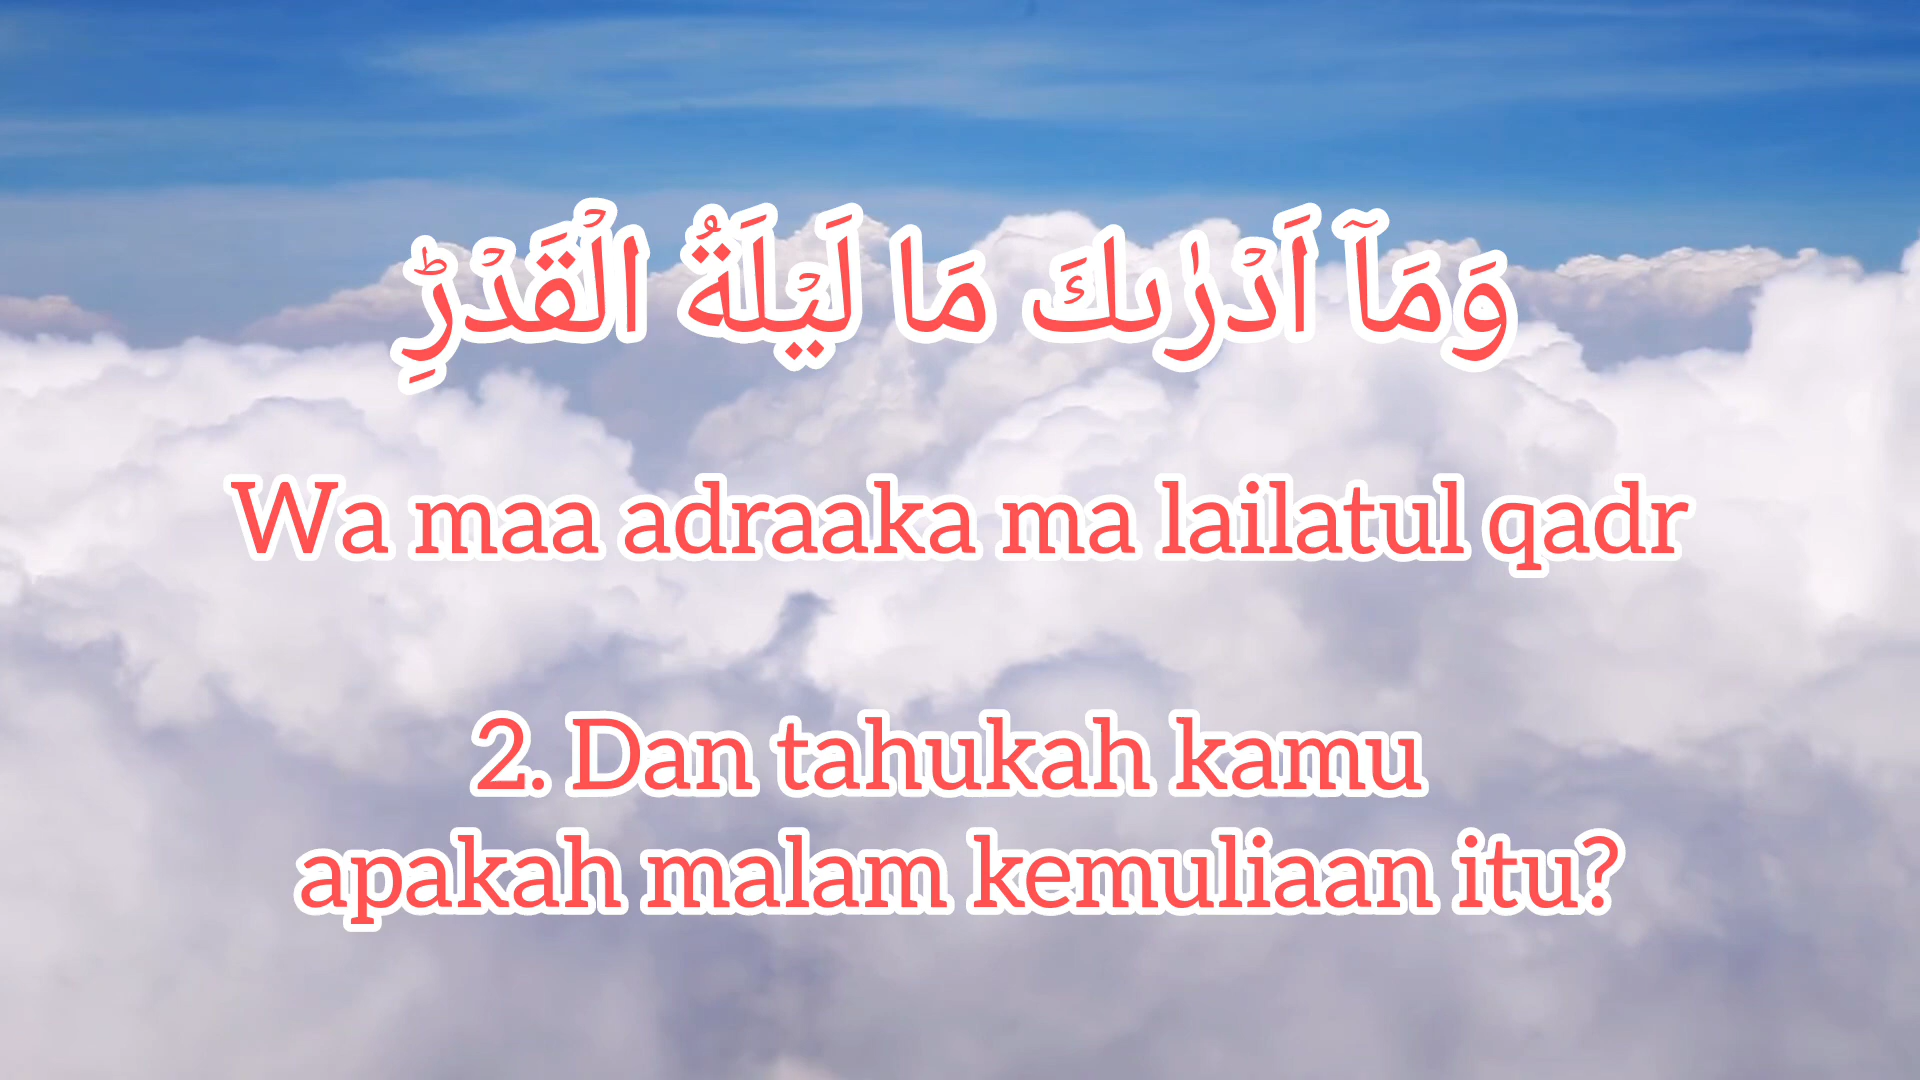 وَمَآ اَدْرٰىكَ مَا لَيْلَةُ الْقَدْرِۗ
Wa maa adraaka ma lailatul qadr
2. Dan tahukah kamu
apakah malam kemuliaan itu?